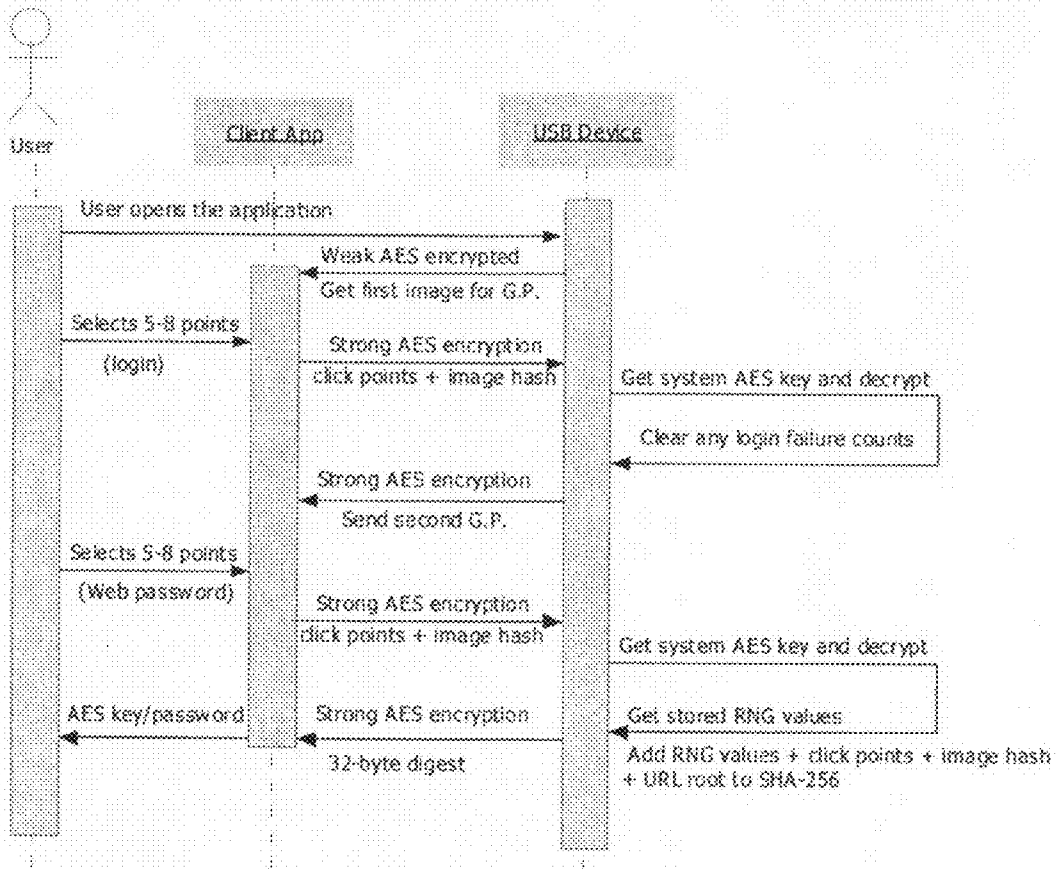 User
Client App
USB Device
User opens the application
Weak AES encrypted
Get first image for G.P.
Selects 5-8 points
(login)
Strong AES encryption
click points + image hash
Get system AES key and decrypt
Clear any login failure counts
Strong AES encryption
Send second G.P.
Selects 5-8 points
(Web password)
Strong AES encryption
click points + image hash
Get system AES key and decrypt
AES key/password
Strong AES encryption
Get stored RNG values
32-byte digest
Add RNG values + click points + image hash
+ URL root to SHA-256